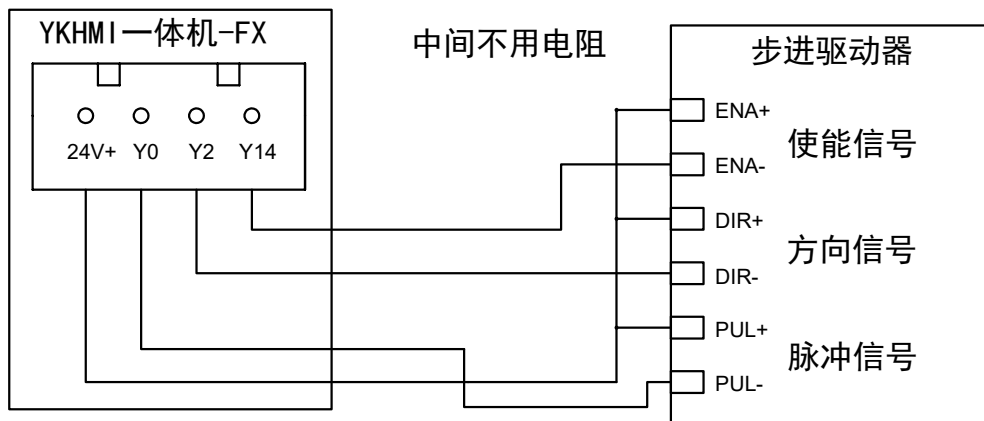 YKHMI一体机-FX
24V+ Y0 Y2 Y14
中间不用电阻
步进驱动器
ENA+
使能信号
ENA-
DIR+
方向信号
DIR-
PUL+
脉冲信号
PUL-